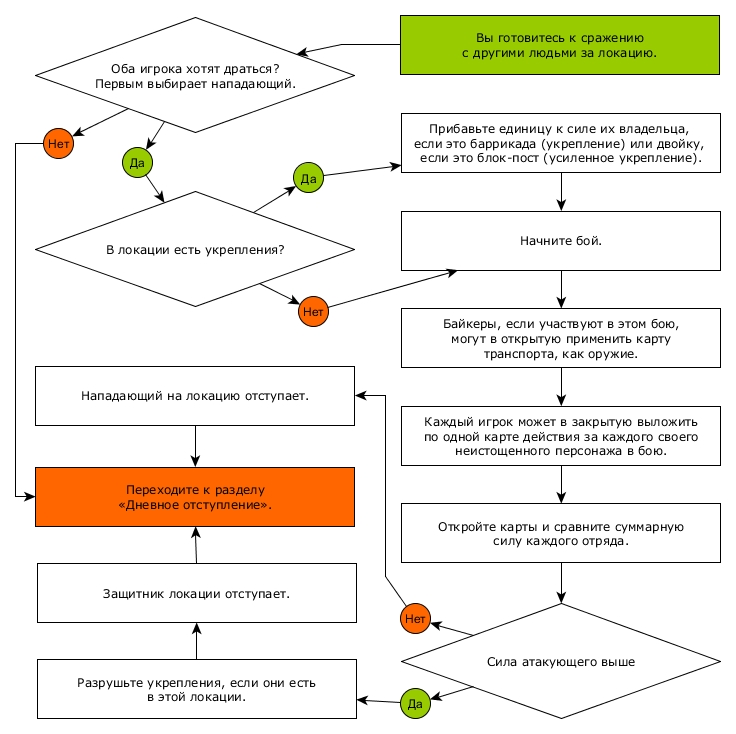 Вы готовитесь к сражению
с другими людьми за локацию.
Оба игрока хотят драться?
Первым выбирает нападающий.
Нет
Да
Да
Прибавьте единицу к силе их владельца,
если это баррикада (укрепление) или двойку,
если это блок-пост (усиленное укрепление).
В локации есть укрепления?
Нет
Начните бой.
Байкеры, если участвуют в этом бою,
могут в открытую применить карту
транспорта, как оружие.
Каждый игрок может в закрытую выложить
по одной карте действия за каждого своего
неистощенного персонажа в бою.
Откройте карты и сравните суммарную
силу каждого отряда.
Сила атакующего выше
Нет
Да
Нападающий на локацию отступает.
Переходите к разделу
«Дневное отступление».
Защитник локации отступает.
Разрушьте укрепления, если они есть
в этой локации.